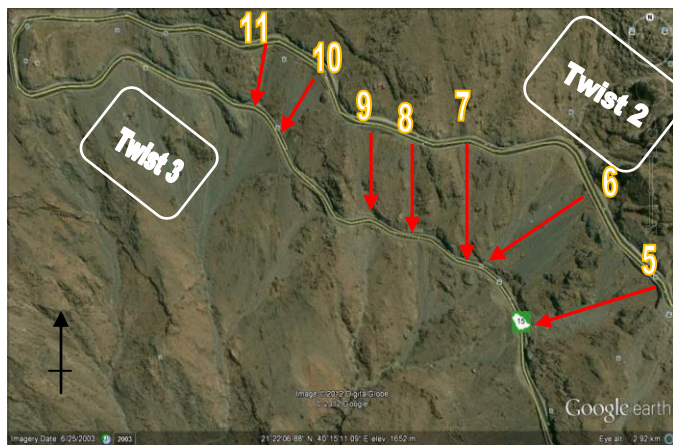 11
10
9
8
7
Twist 2
6
Twist 3
5
15
Image © 2012 DigitalGlobe
© 2012 Google
Google earth
Imagery Date: 6/25/2003 2003 21 22'06.88" N 40 15'11.09" E elev 1652 m Eye alt 2.92 km